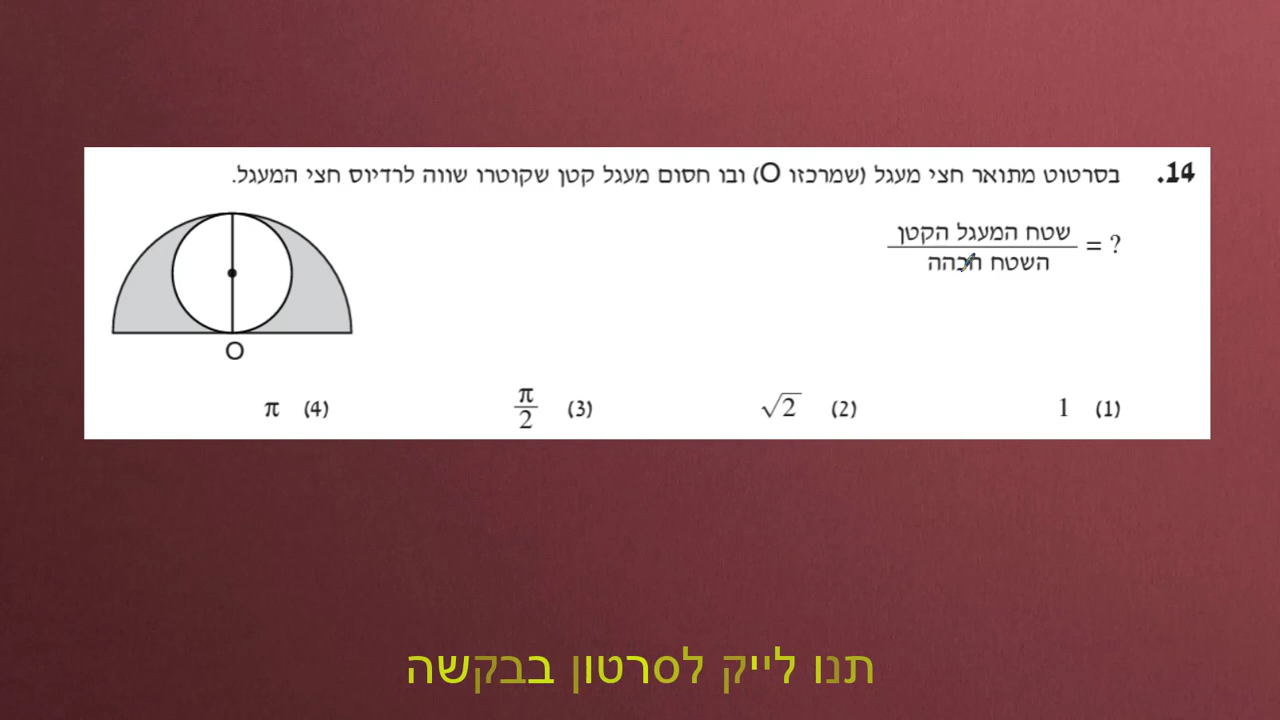 14. בסרטוט מתואר חצי מעגל (שמרכזו O) ובו חסום מעגל קטן שקוטרו שווה לרדיוס חצי המעגל.
שטח המעגל הקטן
= ?
השטח הכהה
O
(1) 1 (2) √2 (3) π/2 (4) π
תנו לייק לסרטון בבקשה